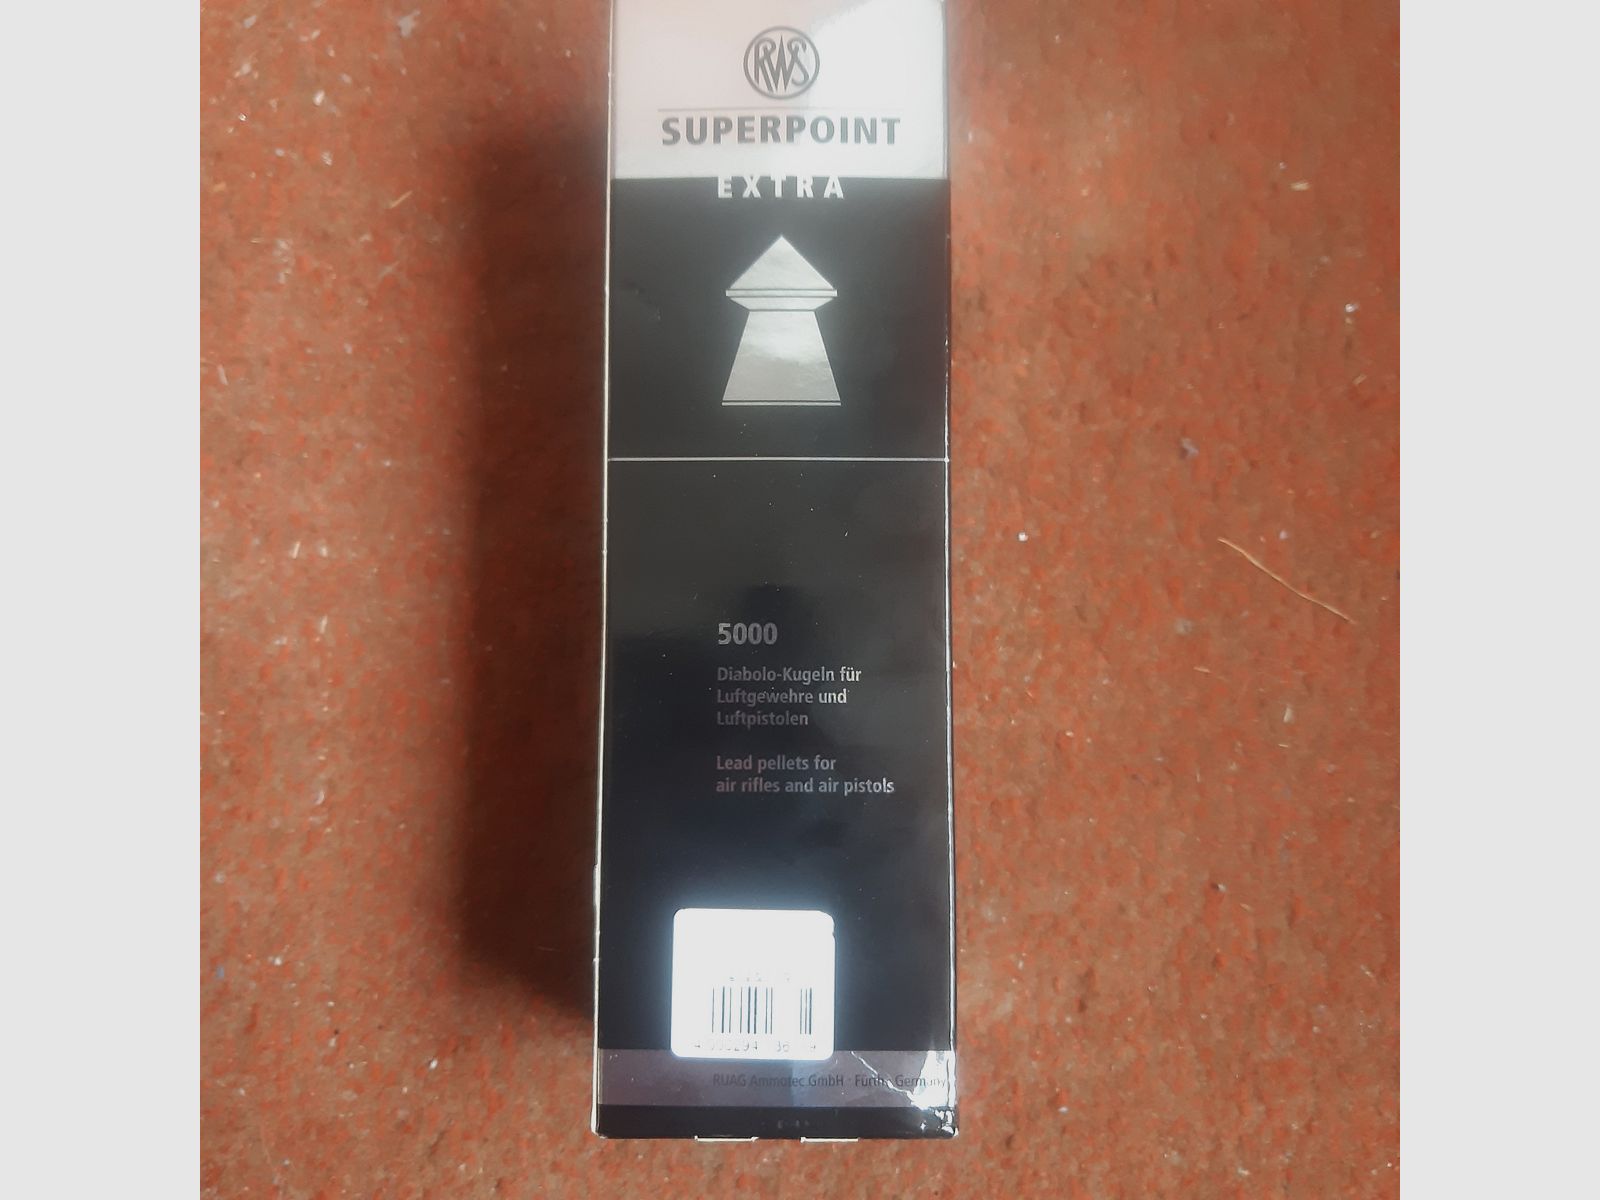 RWS
SUPERPOINT
EXTRA
5000
Diabolo-Kugeln für
Luftgewehre und
Luftpistolen
Lead pellets for
air rifles and air pistols
RUAG Ammotec GmbH · Fürth · Germany